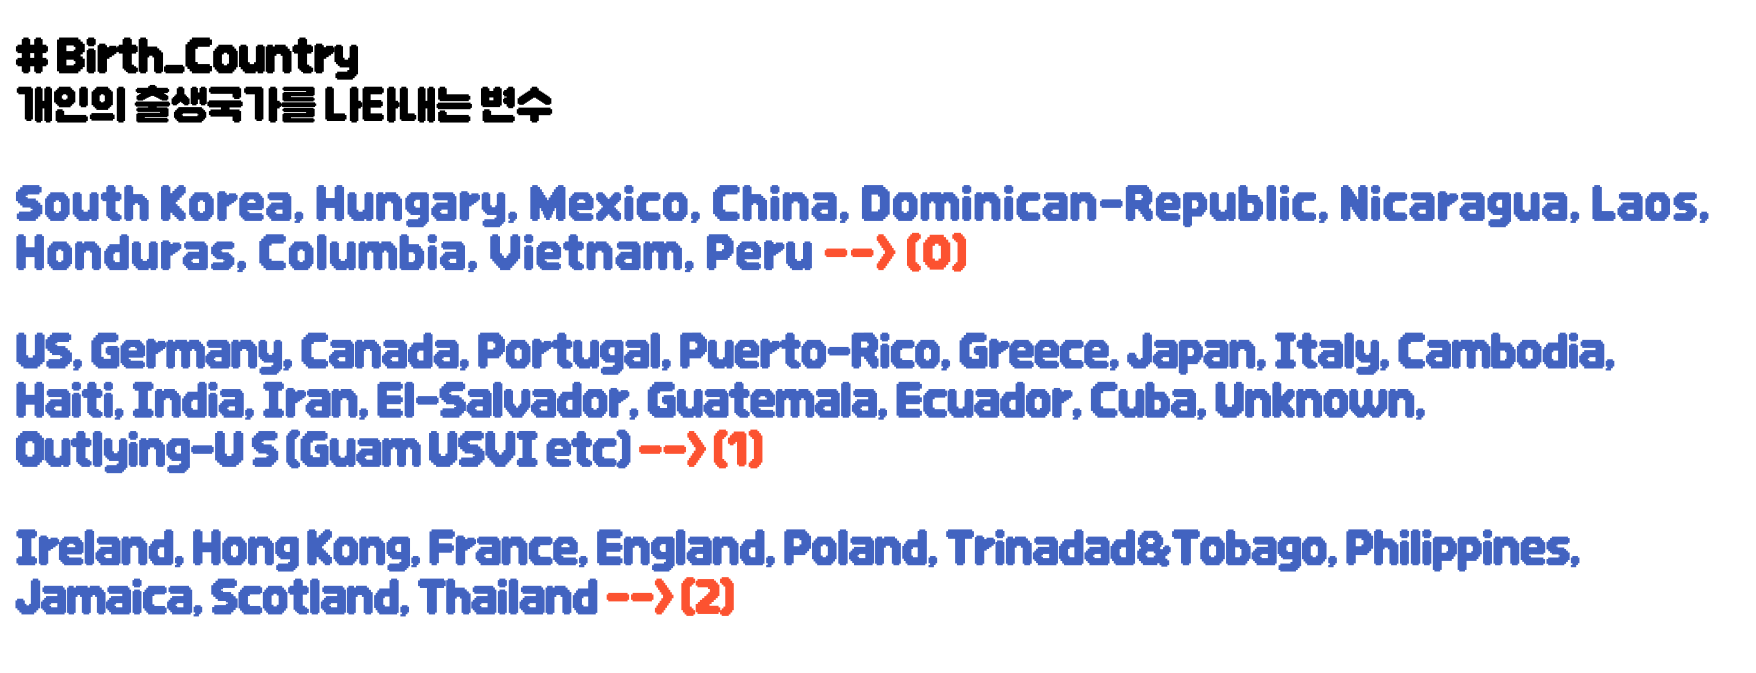 # Birth_Country
개인의 출생국가를 나타내는 변수
South Korea, Hungary, Mexico, China, Dominican-Republic, Nicaragua, Laos,
Honduras, Columbia, Vietnam, Peru --> (0)
US, Germany, Canada, Portugal, Puerto-Rico, Greece, Japan, Italy, Cambodia,
Haiti, India, Iran, El-Salvador, Guatemala, Ecuador, Cuba, Unknown,
Outlying-U S (Guam USVI etc) --> (1)
Ireland, Hong Kong, France, England, Poland, Trinadad&Tobago, Philippines,
Jamaica, Scotland, Thailand --> (2)